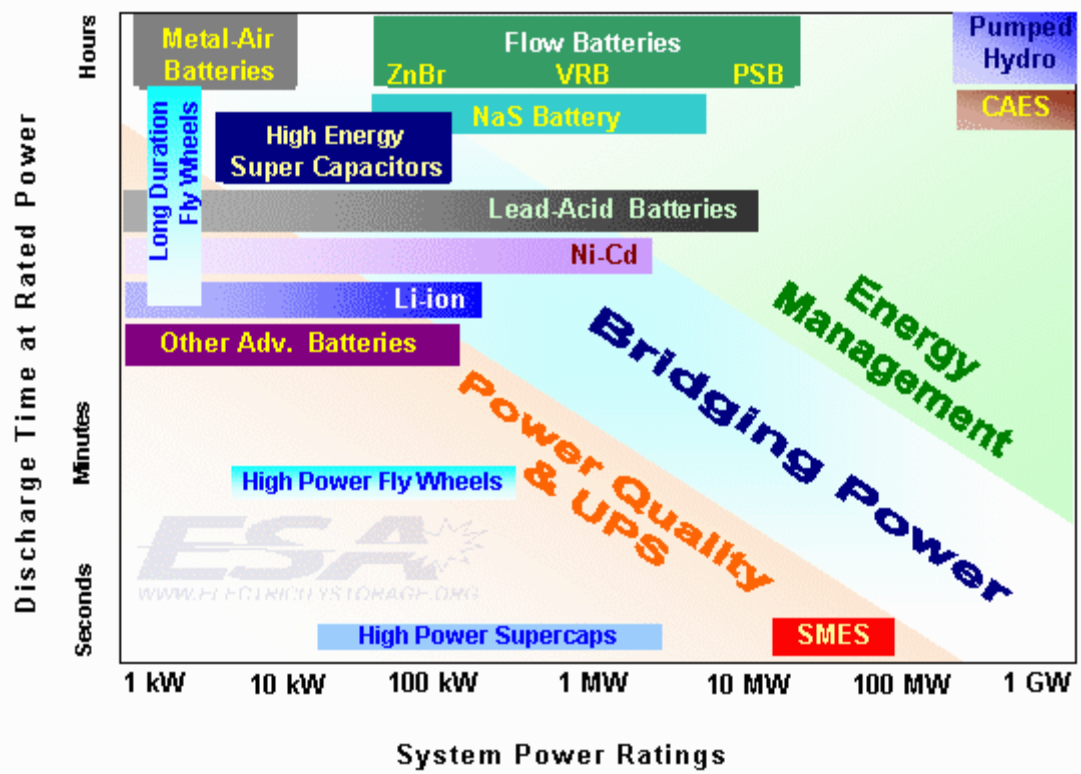 Hours
Metal-Air
Batteries
Flow Batteries
ZnBr VRB PSB
Pumped
Hydro
CAES
NaS Battery
Long Duration
Fly Wheels
High Energy
Super Capacitors
Lead-Acid Batteries
Ni-Cd
Li-ion
Other Adv. Batteries
Energy
Management
Bridging Power
Power Quality
& UPS
Discharge Time at Rated Power
Minutes
High Power Fly Wheels
ESA
WWW.ELECTRICITYSTORAGE.ORG
Seconds
High Power Supercaps
SMES
1 kW 10 kW 100 kW 1 MW 10 MW 100 MW 1 GW
System Power Ratings